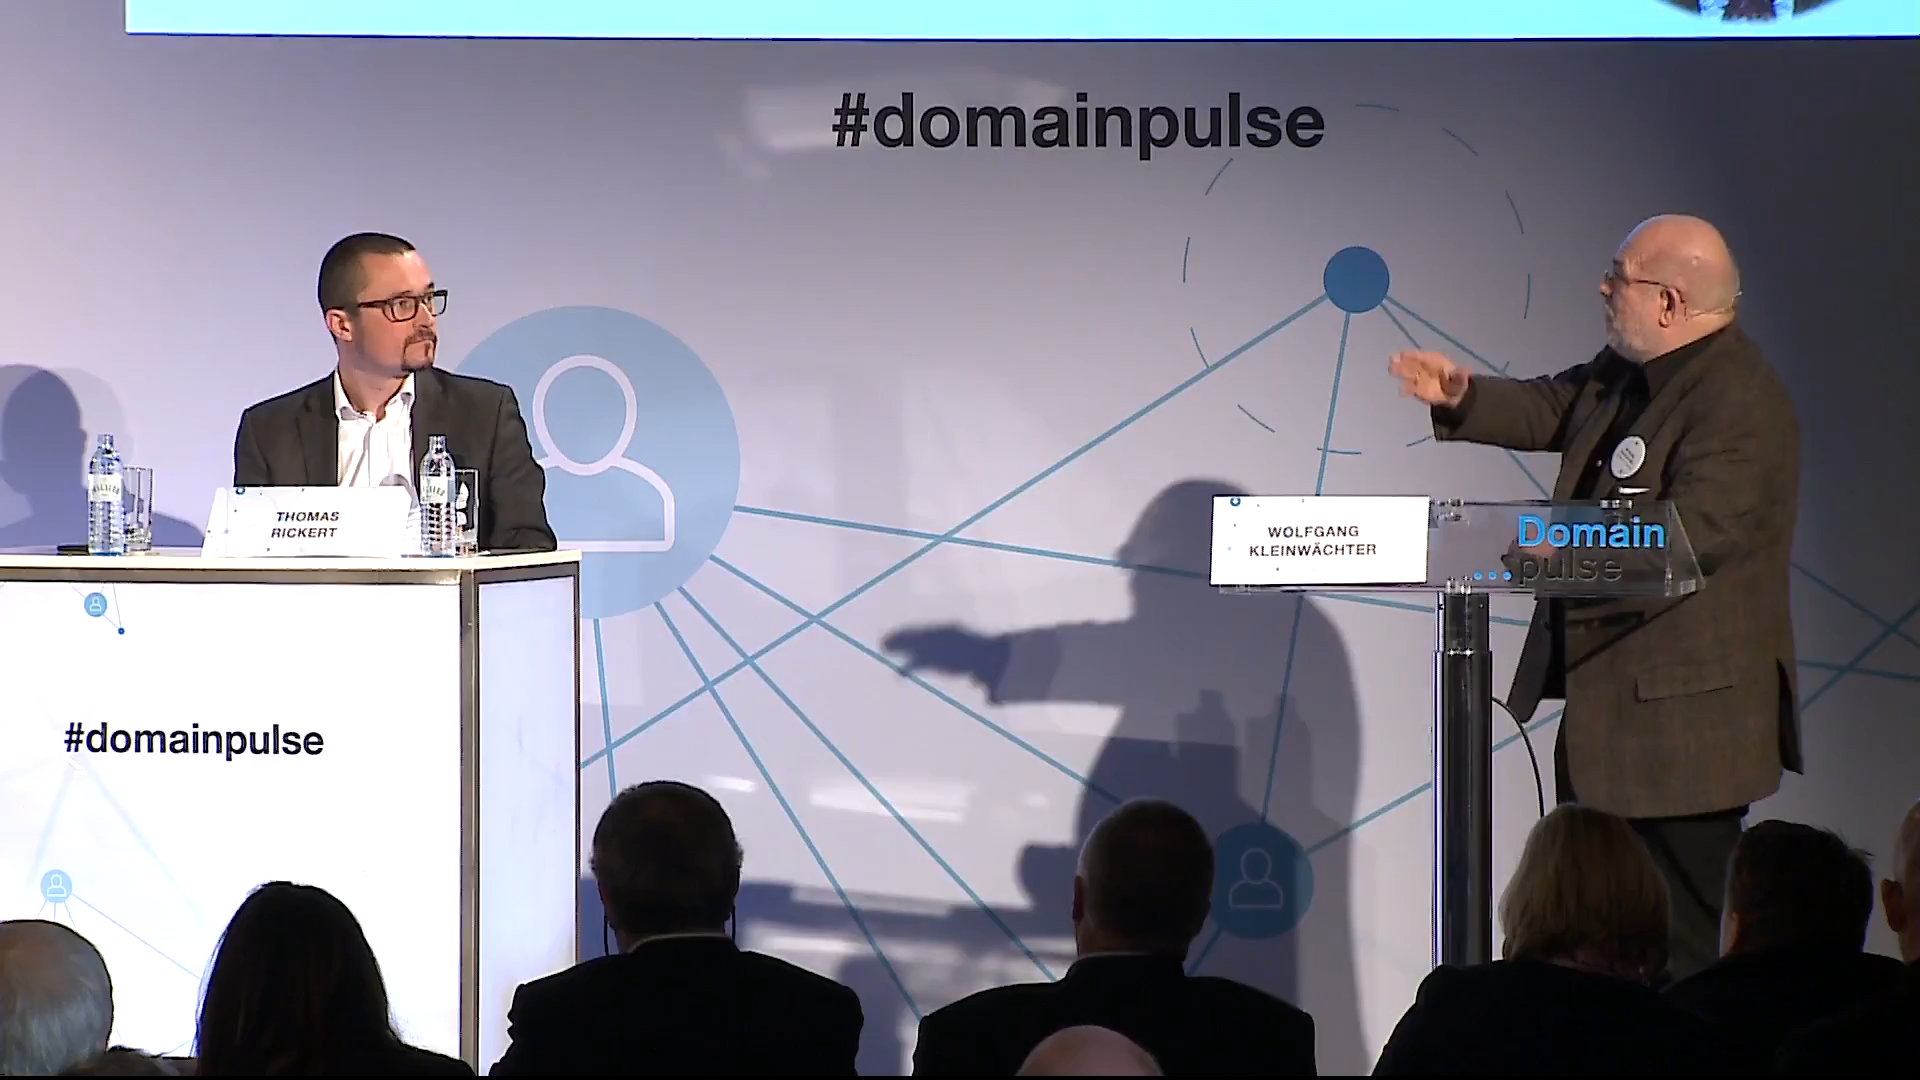 #domainpulse
THOMAS
RICKERT
WOLFGANG
KLEINWÄCHTER
Domain
...pulse
#domainpulse